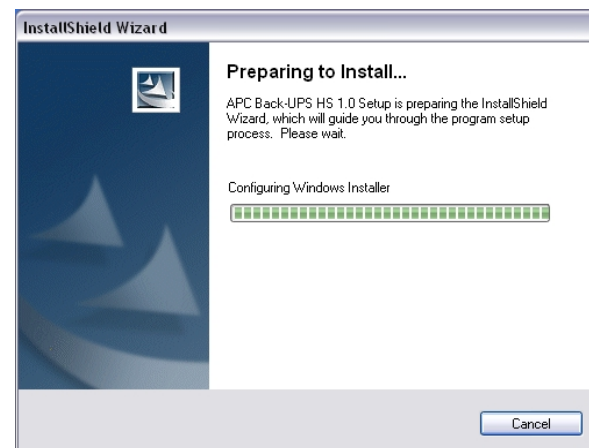 InstallShield Wizard
Preparing to Install...
APC Back-UPS HS 1.0 Setup is preparing the InstallShield
Wizard, which will guide you through the program setup
process. Please wait.
Configuring Windows Installer
Cancel